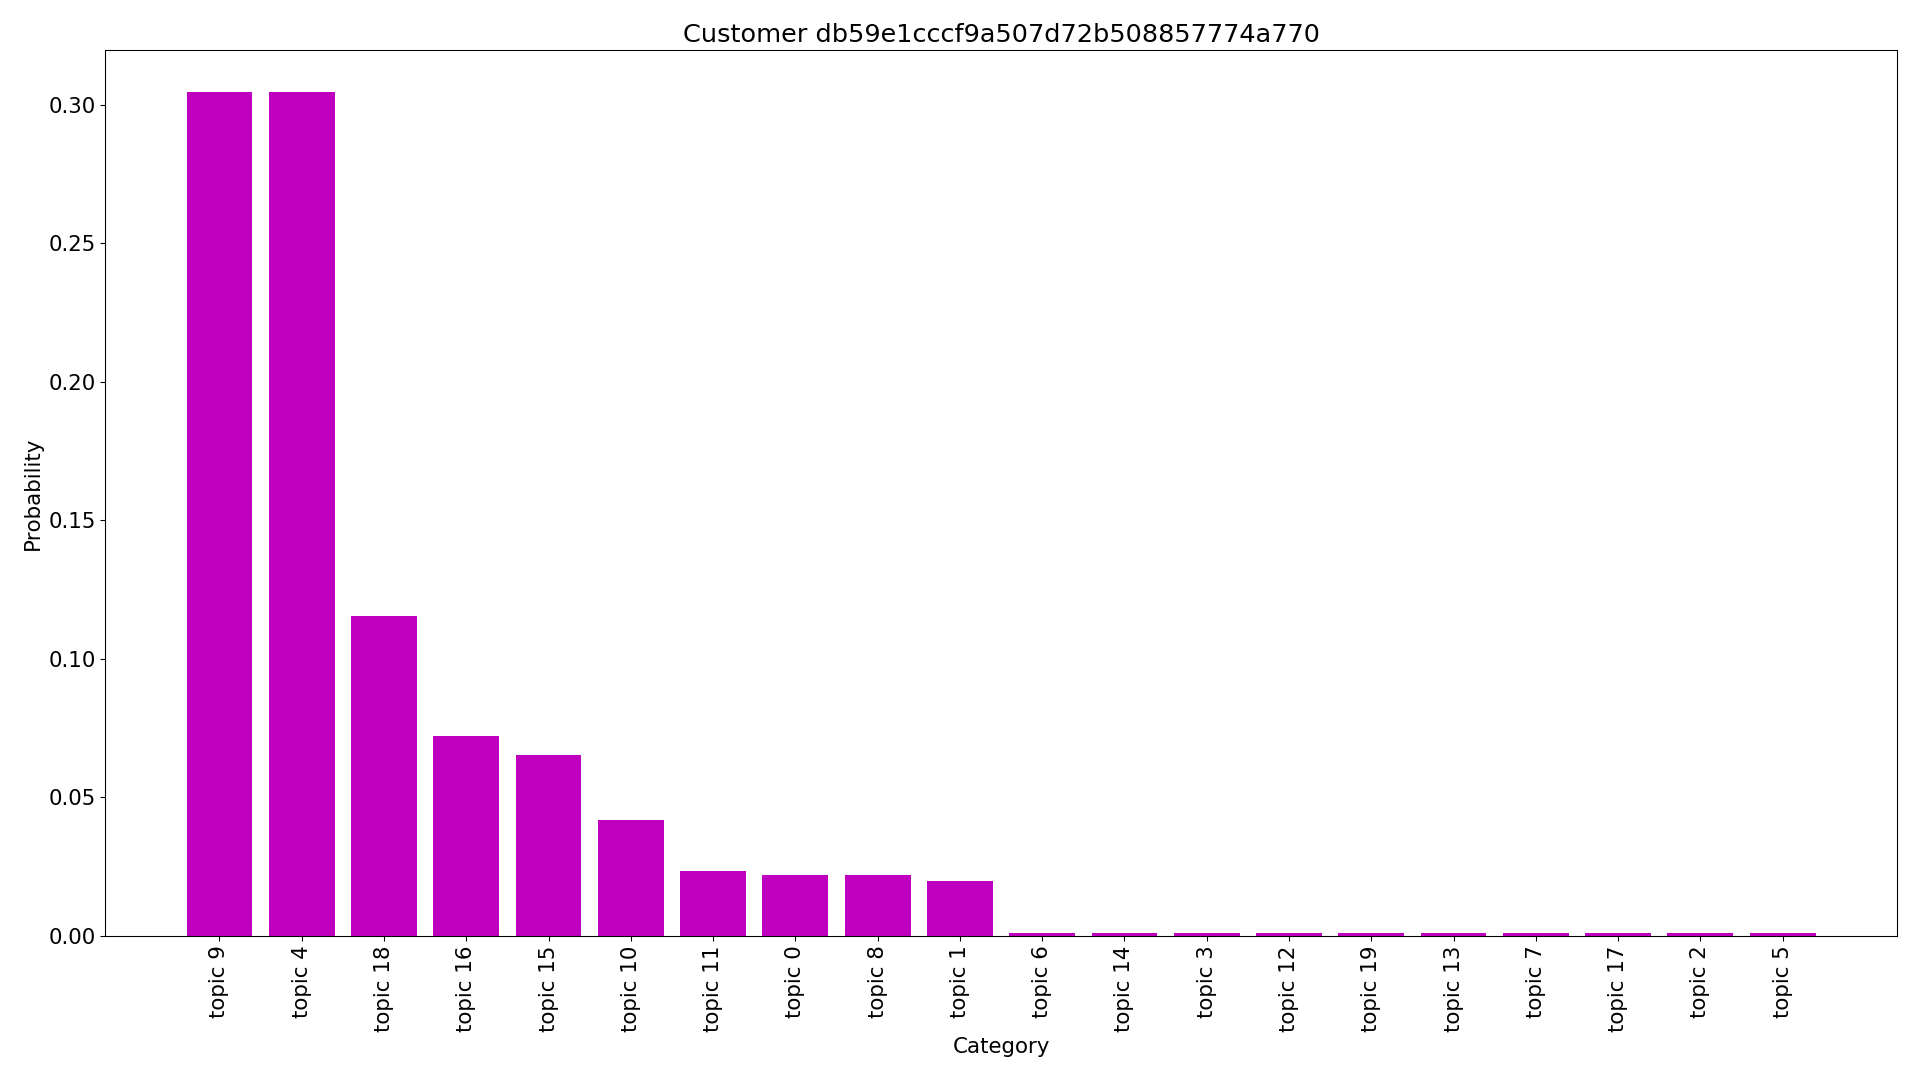 Customer db59e1cccf9a507d72b508857774a770
Probability
0.30
0.25
0.20
0.15
0.10
0.05
0.00
topic 9
topic 4
topic 18
topic 16
topic 15
topic 10
topic 11
topic 0
topic 8
topic 1
topic 6
topic 14
topic 3
topic 12
topic 19
topic 13
topic 7
topic 17
topic 2
topic 5
Category